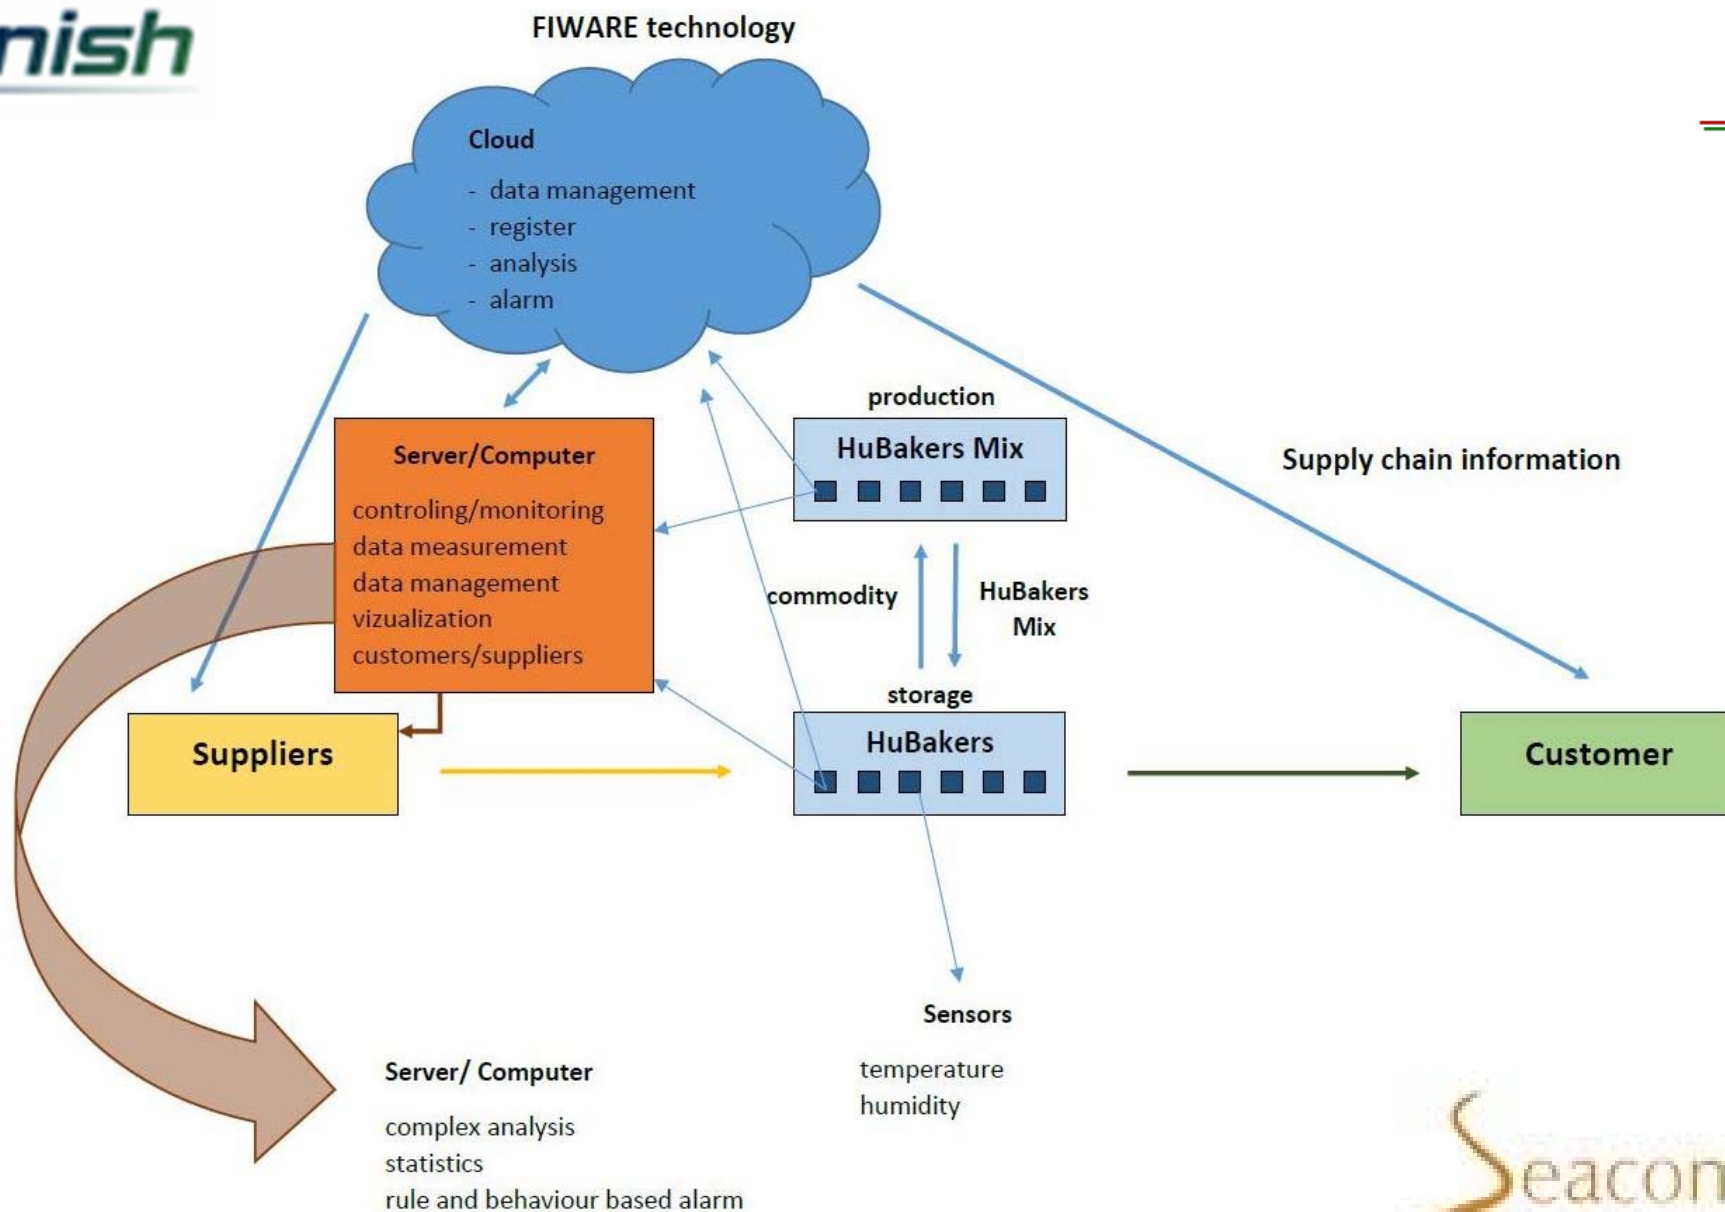 nish
FIWARE technology
Cloud
- data management
- register
- analysis
- alarm
production
HuBakers Mix
Server/Computer
controling/monitoring
data measurement
data management
vizualization
customers/suppliers
Supply chain information
commodity
HuBakers
Mix
storage
HuBakers
Suppliers
Customer
Sensors
temperature
humidity
Server/ Computer
complex analysis
statistics
rule and behaviour based alarm
Seacon